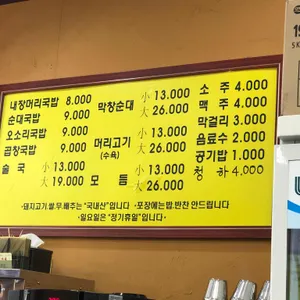 내장머리국밥 8.000
순대국밥 9.000
오소리국밥 9.000
곱창국밥 9.000
술국 小 13.000
大 19.000
막창순대 小 13.000
大 26.000
머리고기 小 13.000
(수육) 大 26.000
모듬 小 13.000
大 26.000
소주 4.000
맥주 4.000
막걸리 3.000
음료수 2.000
공기밥 1.000
청하 4.000
•돼지고기.쌀.무.배추는 "국내산"입니다 •포장에는밥.반찬 안드립니다
•일요일은 "정기휴일"입니다•